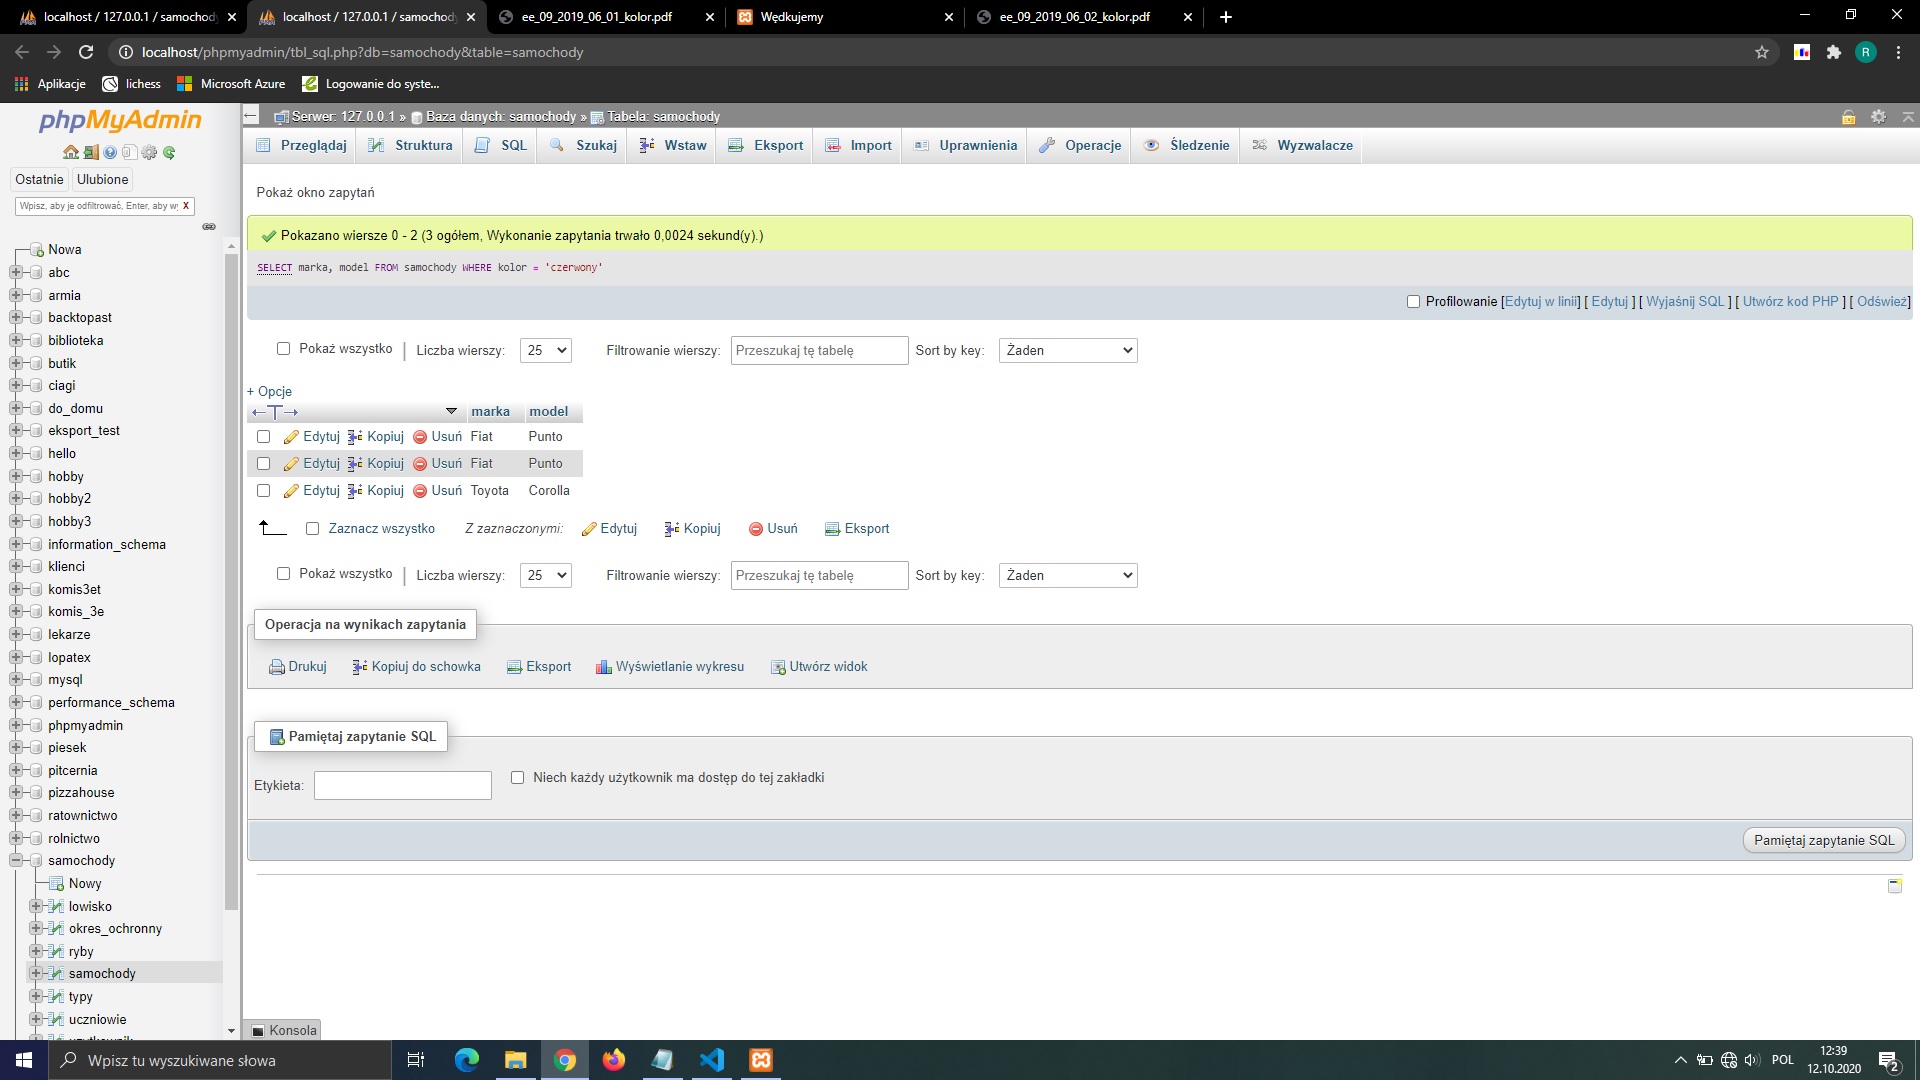 localhost / 127.0.0.1 / samochody
localhost / 127.0.0.1 / samochody
ee_09_2019_06_01_kolor.pdf
Wędkujemy
ee_09_2019_06_02_kolor.pdf
localhost/phpmyadmin/tbl_sql.php?db=samochody&table=samochody
R
Aplikacje
lichess
Microsoft Azure
Logowanie do syste...
phpMyAdmin
Ostatnie
Ulubione
Wpisz, aby je odfiltrować, Enter, aby wy
X
Nowa
abc
armia
backtopast
biblioteka
butik
ciagi
do_domu
eksport_test
hello
hobby
hobby2
hobby3
information_schema
klienci
komis3et
komis_3e
lekarze
lopatex
mysql
performance_schema
phpmyadmin
piesek
pitcernia
pizzahouse
ratownictwo
rolnictwo
samochody
Nowy
lowisko
okres_ochronny
ryby
samochody
typy
uczniowie
Serwer: 127.0.0.1 » Baza danych: samochody » Tabela: samochody
Przeglądaj Struktura SQL Szukaj Wstaw Eksport Import Uprawnienia Operacje Śledzenie Wyzwalacze
Pokaż okno zapytań
Pokazano wiersze 0 - 2 (3 ogółem, Wykonanie zapytania trwało 0,0024 sekund(y).)
SELECT marka, model FROM samochody WHERE kolor = 'czerwony'
Profilowanie [Edytuj w linii] [ Edytuj ] [ Wyjaśnij SQL ] [ Utwórz kod PHP ] [ Odśwież]
Pokaż wszystko | Liczba wierszy: 25 Filtrowanie wierszy: Przeszukaj tę tabelę Sort by key: Żaden
+ Opcje
←T→ marka model
Edytuj Kopiuj Usuń Fiat Punto
Edytuj Kopiuj Usuń Fiat Punto
Edytuj Kopiuj Usuń Toyota Corolla
Zaznacz wszystko Z zaznaczonymi: Edytuj Kopiuj Usuń Eksport
Pokaż wszystko | Liczba wierszy: 25 Filtrowanie wierszy: Przeszukaj tę tabelę Sort by key: Żaden
Operacja na wynikach zapytania
Drukuj Kopiuj do schowka Eksport Wyświetlanie wykresu Utwórz widok
Pamiętaj zapytanie SQL
Etykieta: Niech każdy użytkownik ma dostęp do tej zakładki
Pamiętaj zapytanie SQL
Konsola
Wpisz tu wyszukiwane słowa
POL
12:39
12.10.2020
2